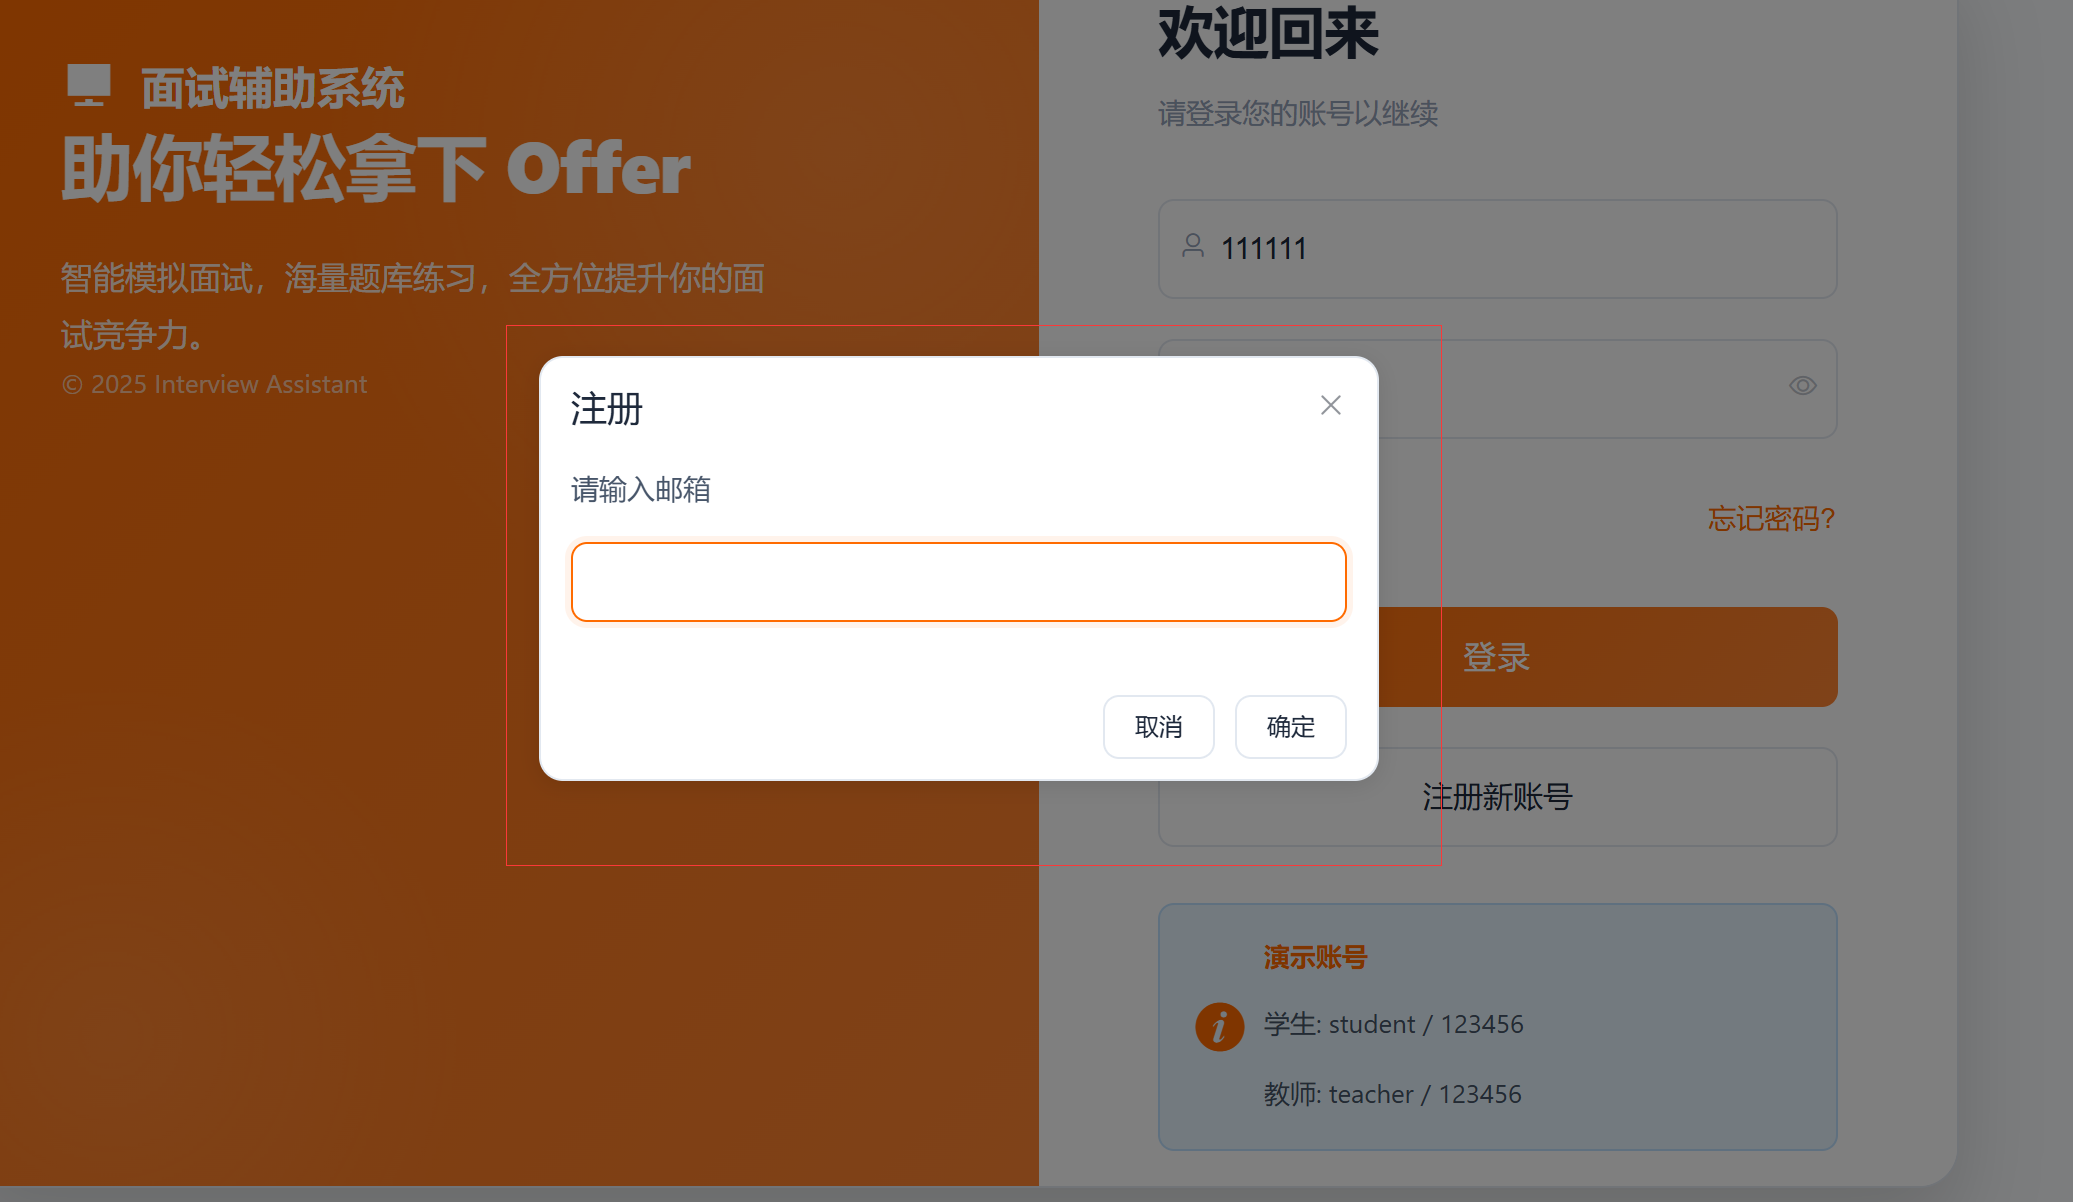 面试辅助系统
助你轻松拿下 Offer
智能模拟面试，海量题库练习，全方位提升你的面
试竞争力。
© 2025 Interview Assistant
欢迎回来
请登录您的账号以继续
111111
忘记密码?
登录
注册新账号
演示账号
学生: student / 123456
教师: teacher / 123456
注册
请输入邮箱
取消
确定